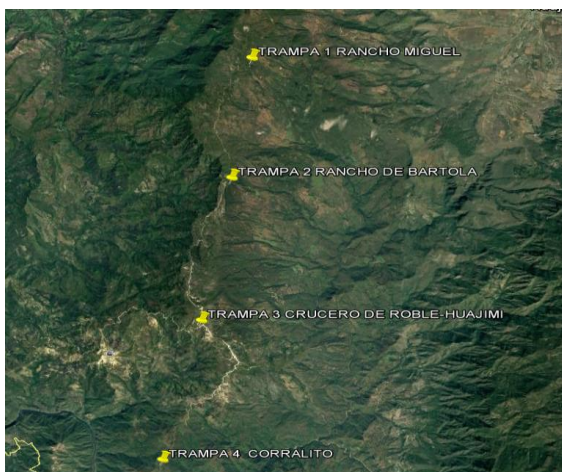 TRAMPA 1 RANCHO MIGUEL
TRAMPA 2 RANCHO DE BARTOLA
TRAMPA 3 CRUCERO DE ROBLE-HUAJIMI
TRAMPA 4 CORRALITO